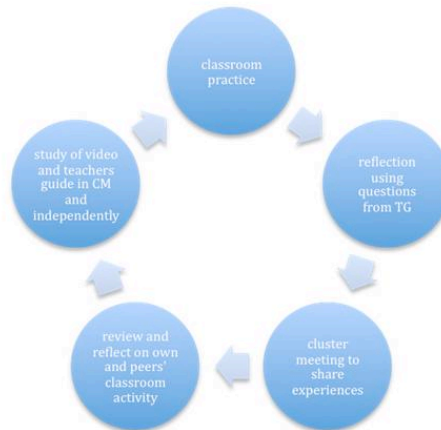 classroom
practice
reflection
using
questions
from TG
cluster
meeting to
share
experiences
review and
reflect on own
and peers'
classroom
activity
study of video
and teachers
guide in CM
and
independently